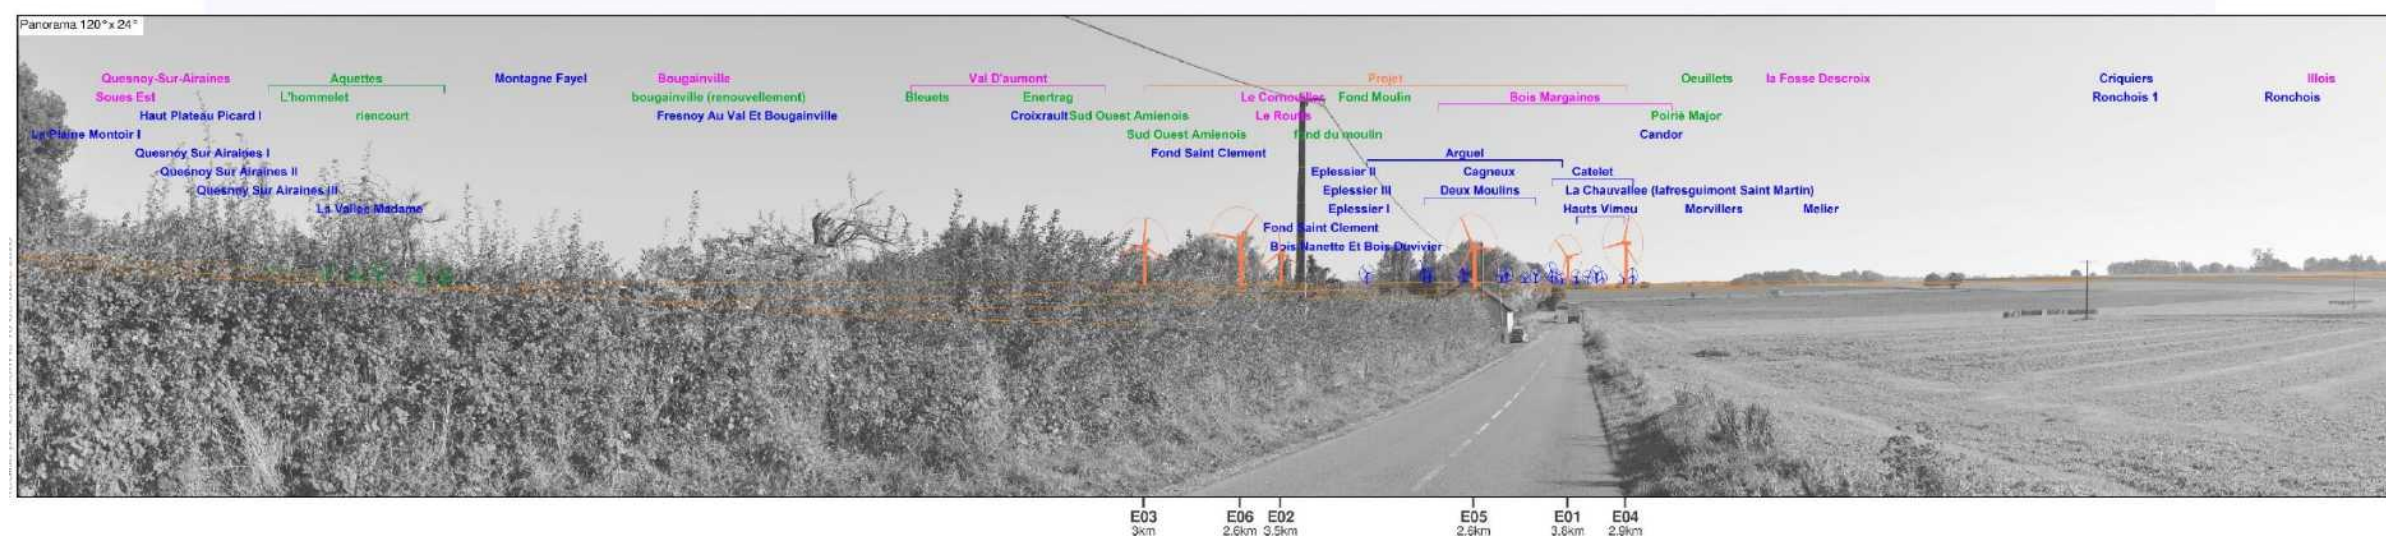 Panorama 120°x 24°
Quesnoy-Sur-Airaines Aquettes Montagne Fayel Bougainville Val D'aumont Projet Oeuillets la Fosse Descroix Criquiers Illois
Soues Est L'hommelet bougainville (renouvellement) Bleuets Enertrag Le Cornouiller Fond Moulin Bois Margaines Ronchois 1 Ronchois
Haut Plateau Picard I riencourt Fresnoy Au Val Et Bougainville Croixrault Sud Ouest Amienois Le Routis Poirié Major
La Plaine Montoir I Sud Ouest Amienois fond du moulin Candor
Quesnoy Sur Airaines I Fond Saint Clement Arguel
Quesnoy Sur Airaines II Eplessier II Cagneux Catelet
Quesnoy Sur Airaines III Eplessier III Deux Moulins La Chauvallee (lafresguimont Saint Martin)
La Vallee Madame Eplessier I Hauts Vimeu Morvillers Melier
Fond Saint Clement
Bois Nanette Et Bois Duvivier
E03 E06 E02 E05 E01 E04
3km 2.6km 3.5km 2.6km 3.8km 2.9km